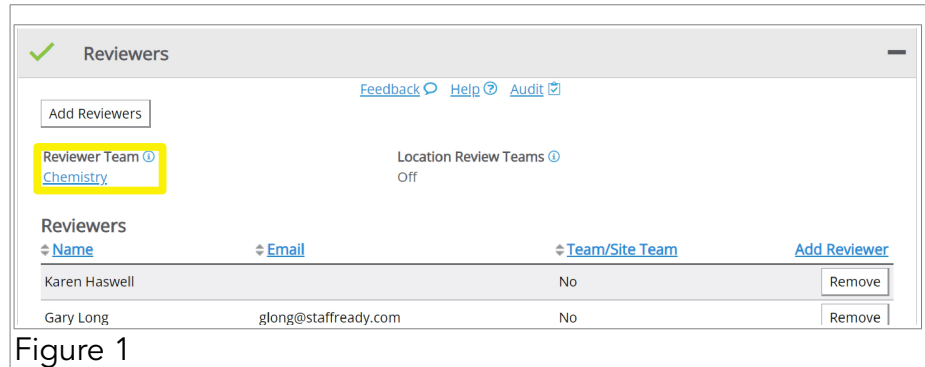 Reviewers
Feedback Help Audit
Add Reviewers
Reviewer Team Location Review Teams
Chemistry Off
Reviewers
Name Email Team/Site Team Add Reviewer
Karen Haswell No Remove
Gary Long glong@staffready.com No Remove
Figure 1